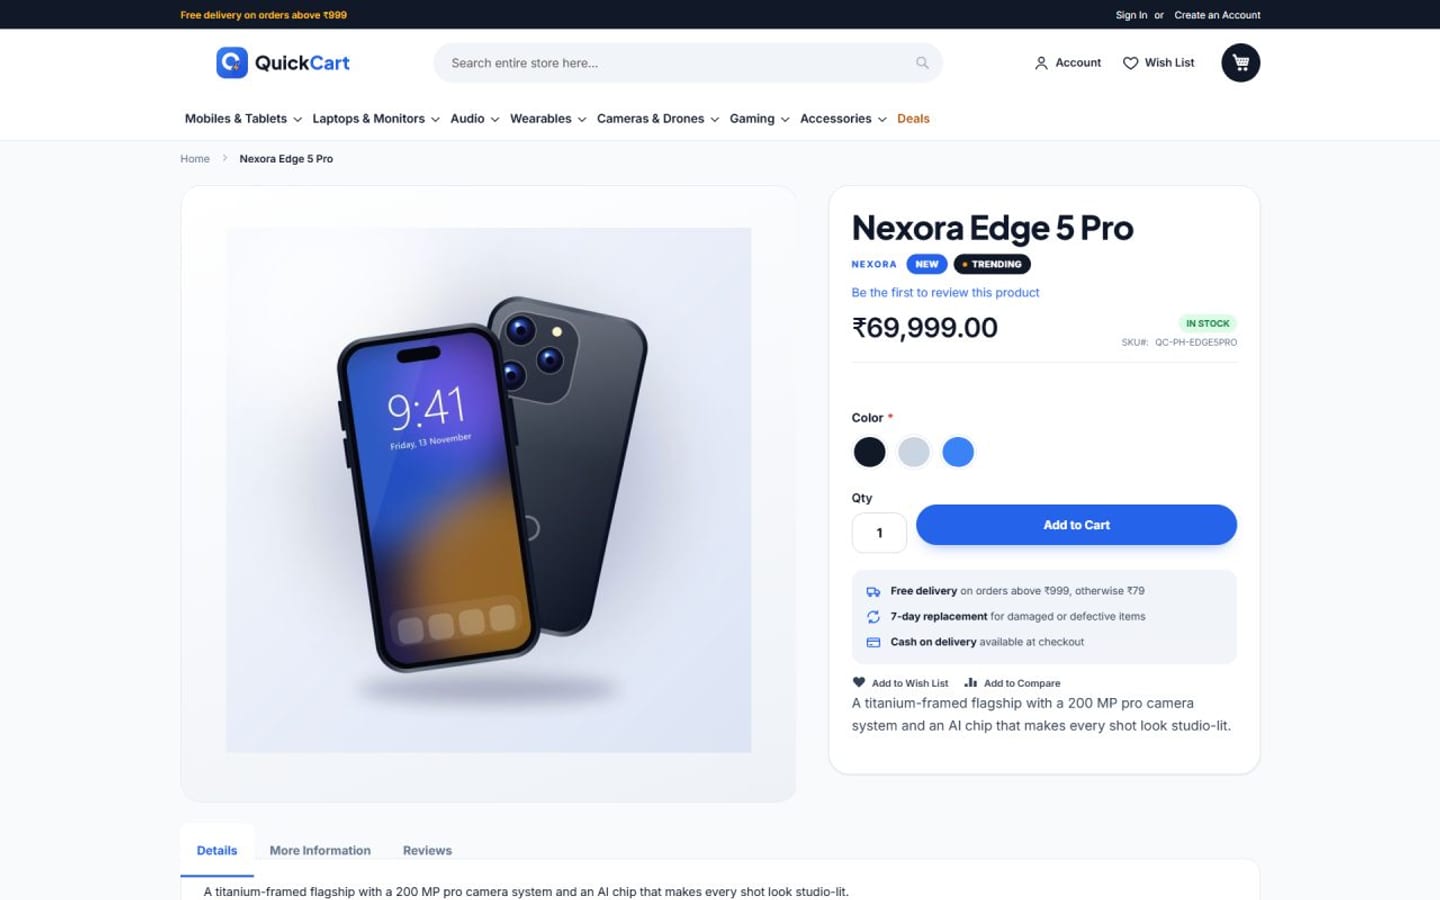 Free delivery on orders above ₹999
Sign In or Create an Account
QuickCart
Search entire store here...
Account
Wish List
Mobiles & Tablets
Laptops & Monitors
Audio
Wearables
Cameras & Drones
Gaming
Accessories
Deals
Home
Nexora Edge 5 Pro
9:41
Friday, 13 November
Nexora Edge 5 Pro
NEXORA
NEW
TRENDING
Be the first to review this product
₹69,999.00
IN STOCK
SKU#: QC-PH-EDGE5PRO
Color *
Qty
1
Add to Cart
Free delivery on orders above ₹999, otherwise ₹79
7-day replacement for damaged or defective items
Cash on delivery available at checkout
Add to Wish List
Add to Compare
A titanium-framed flagship with a 200 MP pro camera
system and an AI chip that makes every shot look studio-lit.
Details
More Information
Reviews
A titanium-framed flagship with a 200 MP pro camera system and an AI chip that makes every shot look studio-lit.